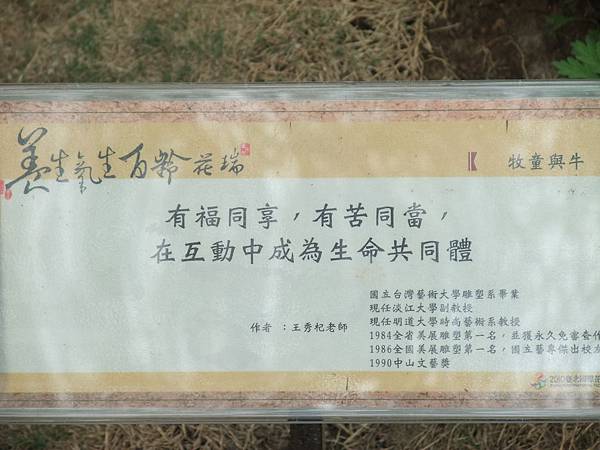 養生氣生百齡花瑞
牧童與牛
有福同享，有苦同當，
在互動中成為生命共同體
國立台灣藝術大學雕塑系畢業
現任淡江大學副教授
作者：王秀杞老師
現任明道大學時尚藝術系教授
1984全省美展雕塑第一名，並獲永久免審查作
1986全國美展雕塑第一名，國立藝專傑出校友
1990中山文藝獎